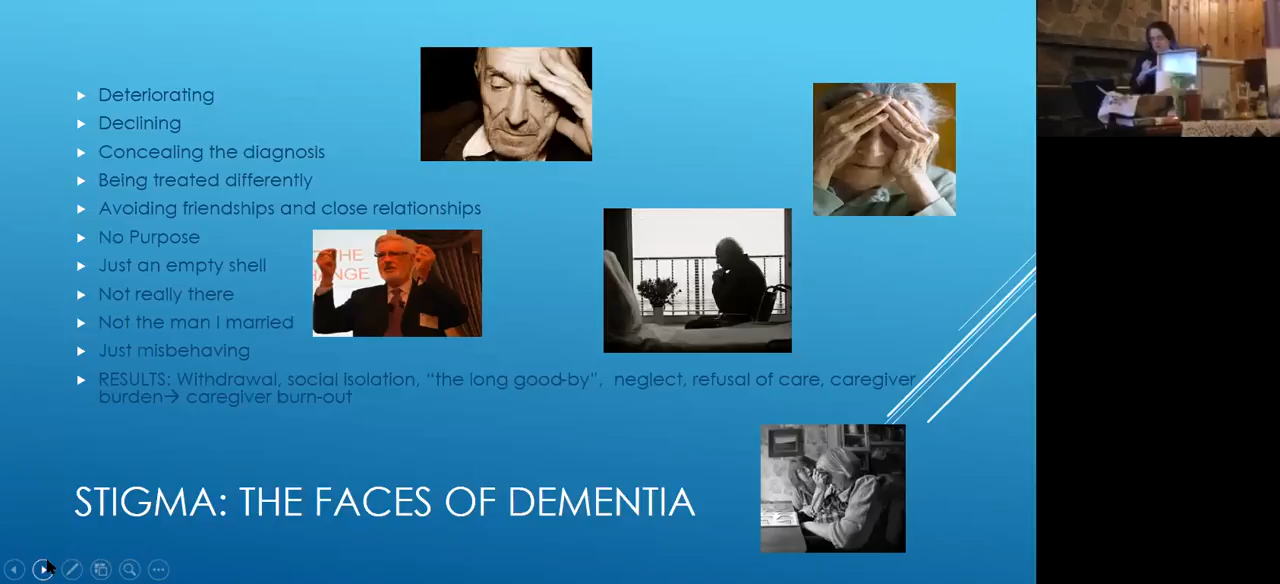 Deteriorating
Declining
Concealing the diagnosis
Being treated differently
Avoiding friendships and close relationships
No Purpose
Just an empty shell
Not really there
Not the man I married
Just misbehaving
RESULTS: Withdrawal, social isolation, “the long good-by”, neglect, refusal of care, caregiver
burden→ caregiver burn-out
THE
HANGE
STIGMA: THE FACES OF DEMENTIA